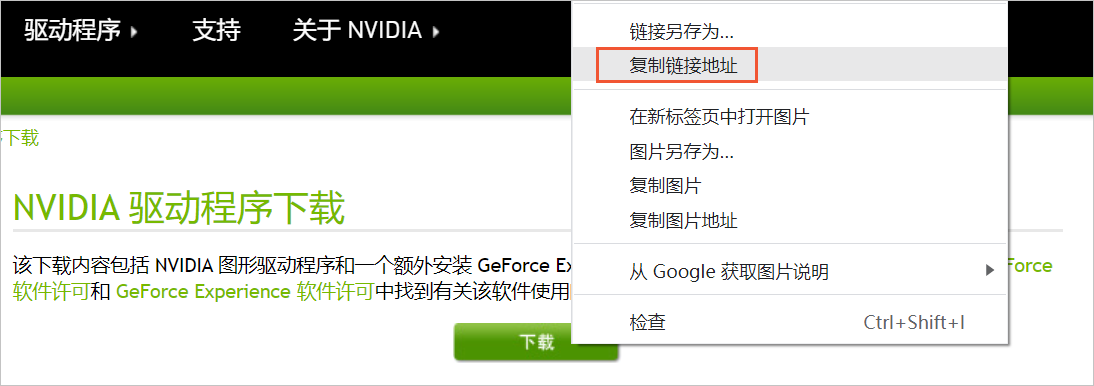 驱动程序 支持 关于 NVIDIA
链接另存为...
复制链接地址
在新标签页中打开图片
图片另存为...
复制图片
复制图片地址
从 Google 获取图片说明
检查 Ctrl+Shift+I
下载
NVIDIA 驱动程序下载
该下载内容包括 NVIDIA 图形驱动程序和一个额外安装 GeForce Ex
Force
软件许可和 GeForce Experience 软件许可中找到有关该软件使用
下载